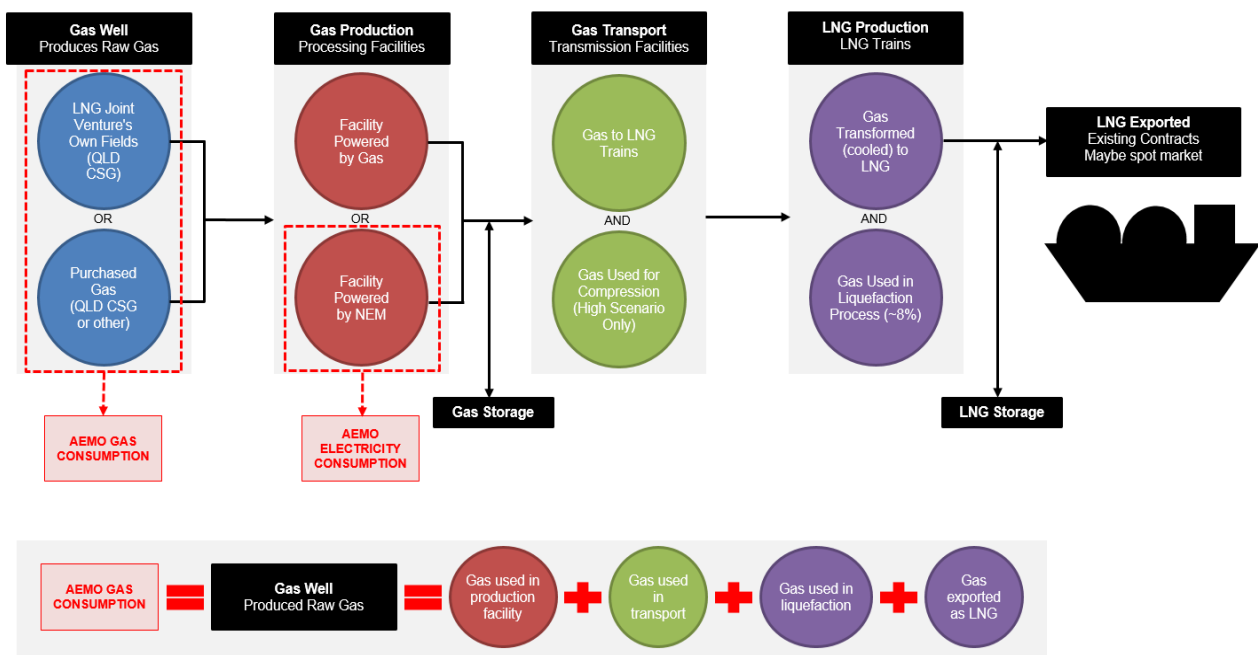 Gas Well
Produces Raw Gas
Gas Production
Processing Facilities
Gas Transport
Transmission Facilities
LNG Production
LNG Trains
LNG Joint
Venture's
Own Fields
(QLD
CSG)
OR
Purchased
Gas
(QLD CSG
or other)
Facility
Powered
by Gas
OR
Facility
Powered
by NEM
Gas to LNG
Trains
AND
Gas Used for
Compression
(High Scenario
Only)
Gas
Transformed
(cooled) to
LNG
AND
Gas Used in
Liquefaction
Process (~8%)
LNG Exported
Existing Contracts
Maybe spot market
AEMO GAS
CONSUMPTION
AEMO
ELECTRICITY
CONSUMPTION
Gas Storage
LNG Storage
AEMO GAS
CONSUMPTION
=
Gas Well
Produced Raw Gas
=
Gas used in
production
facility
+
Gas used
in
transport
+
Gas used in
liquefaction
+
Gas
exported
as LNG